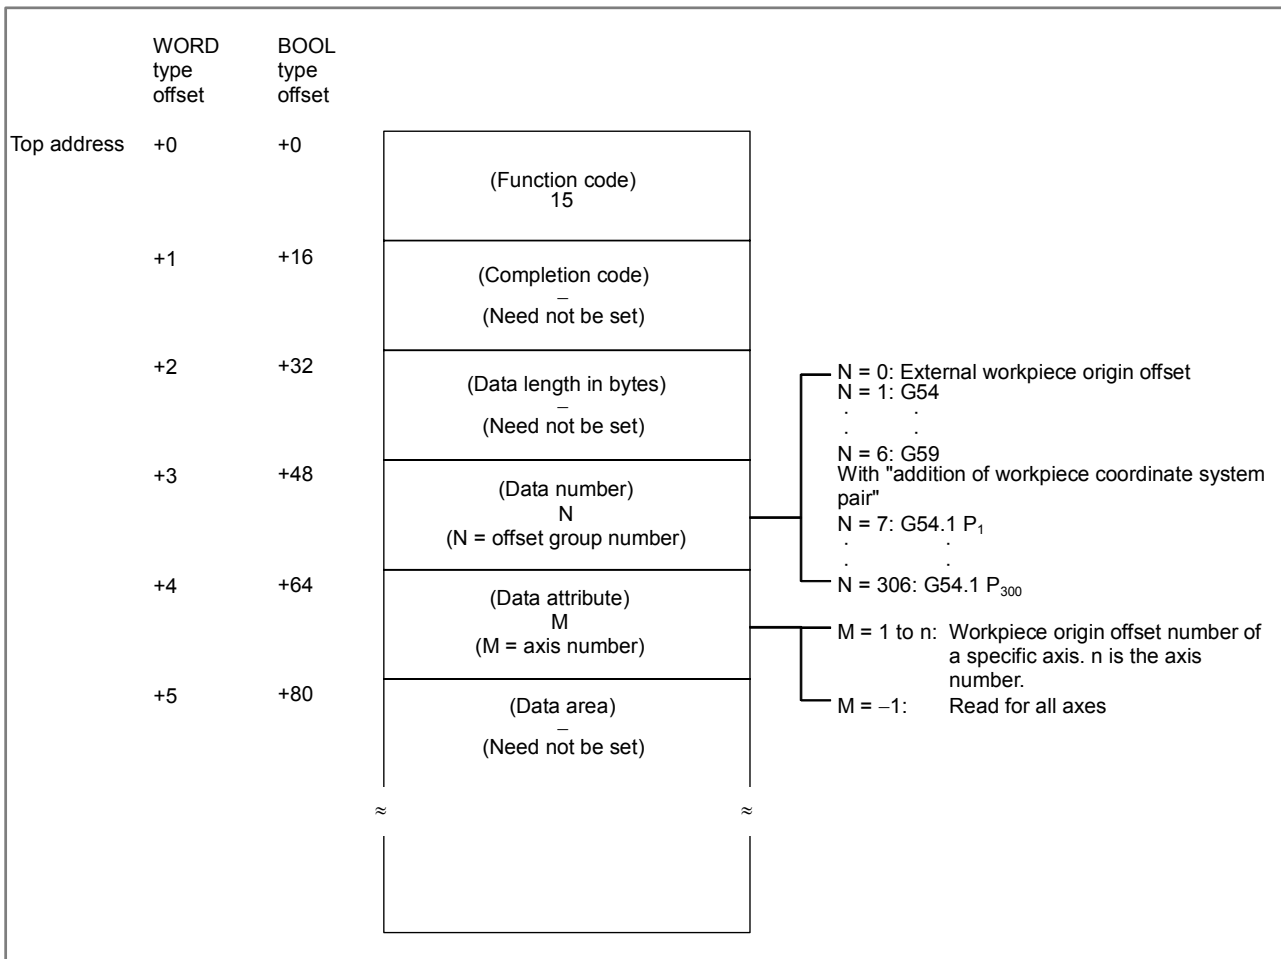 WORD type offset
BOOL type offset
Top address +0 +0
(Function code)
15
+1 +16
(Completion code)
–
(Need not be set)
+2 +32
(Data length in bytes)
–
(Need not be set)
N = 0: External workpiece origin offset
N = 1: G54
. .
. .
N = 6: G59
With "addition of workpiece coordinate system
pair"
N = 7: G54.1 P1
. .
. .
N = 306: G54.1 P300
+3 +48
(Data number)
N
(N = offset group number)
+4 +64
(Data attribute)
M
(M = axis number)
M = 1 to n: Workpiece origin offset number of
a specific axis. n is the axis
number.
M = –1: Read for all axes
+5 +80
(Data area)
–
(Need not be set)
≈ ≈